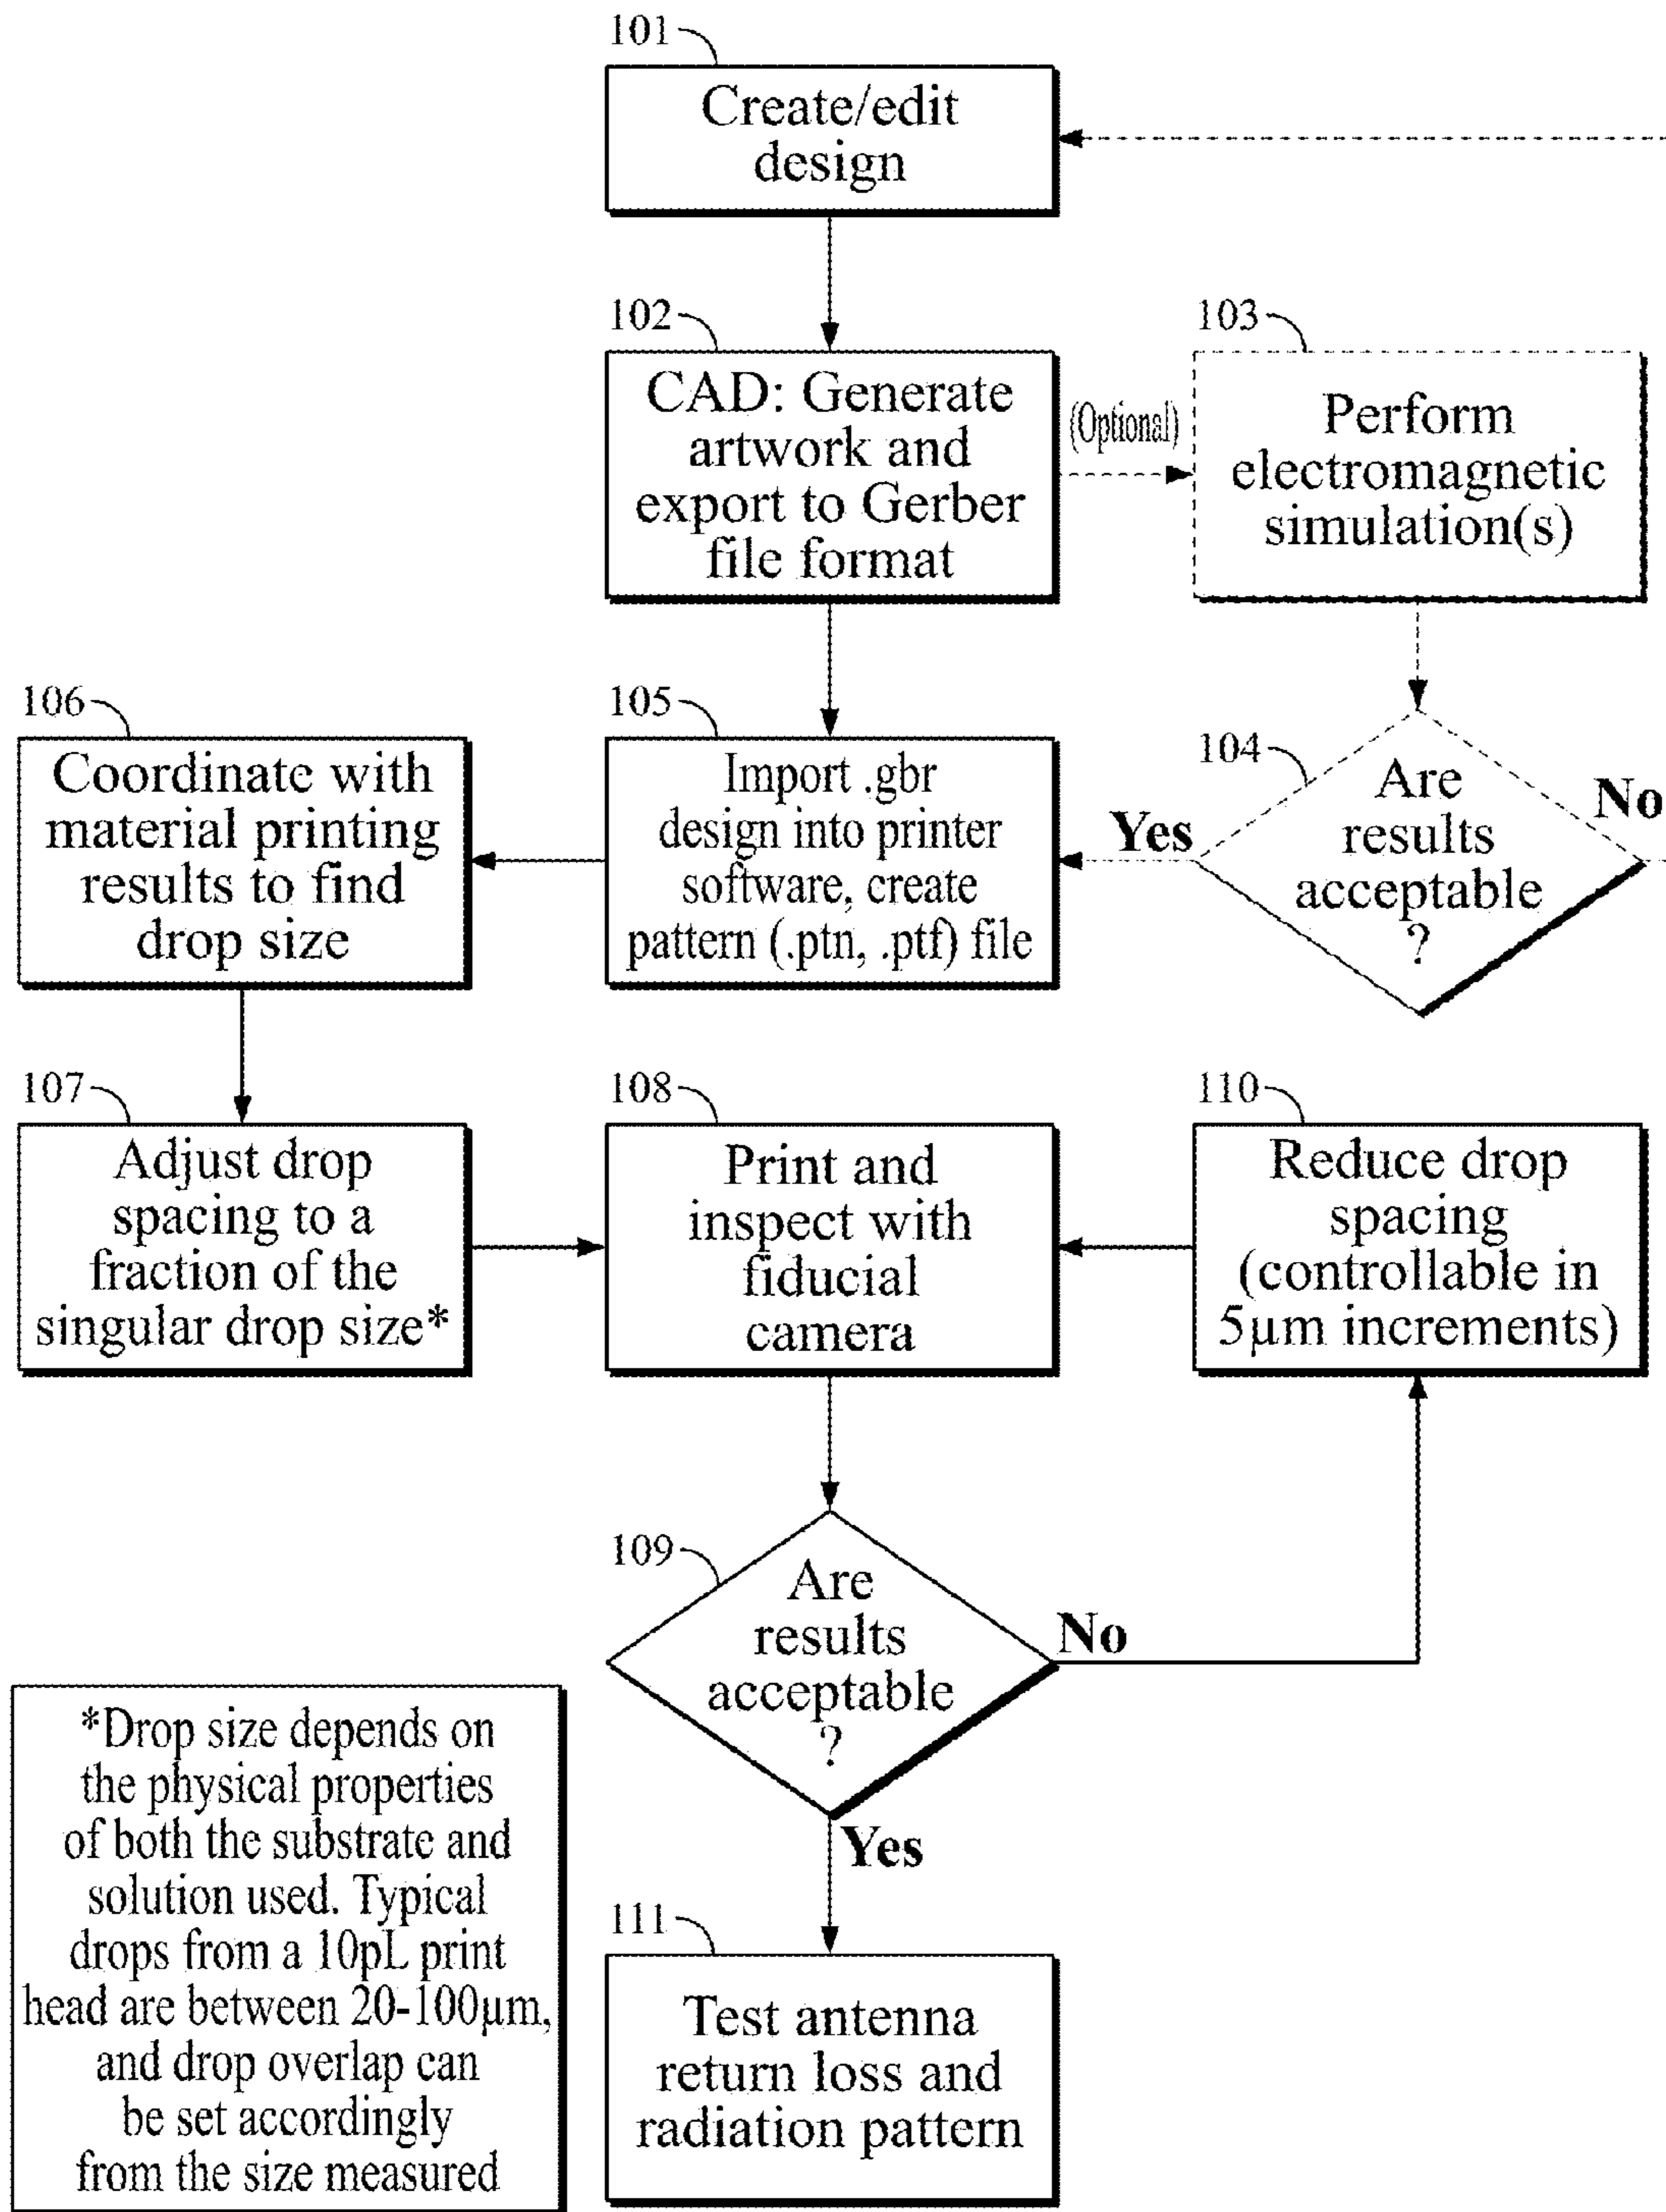 101
Create/edit
design
102
CAD: Generate
artwork and
export to Gerber
file format
(Optional)
103
Perform
electromagnetic
simulation(s)
104
Are
results
acceptable
?
Yes
No
105
Import .gbr
design into printer
software, create
pattern (.ptn, .ptf) file
106
Coordinate with
material printing
results to find
drop size
107
Adjust drop
spacing to a
fraction of the
singular drop size*
108
Print and
inspect with
fiducial
camera
110
Reduce drop
spacing
(controllable in
5µm increments)
109
Are
results
acceptable
?
No
Yes
111
Test antenna
return loss and
radiation pattern
*Drop size depends on
the physical properties
of both the substrate and
solution used. Typical
drops from a 10pL print
head are between 20-100µm,
and drop overlap can
be set accordingly
from the size measured